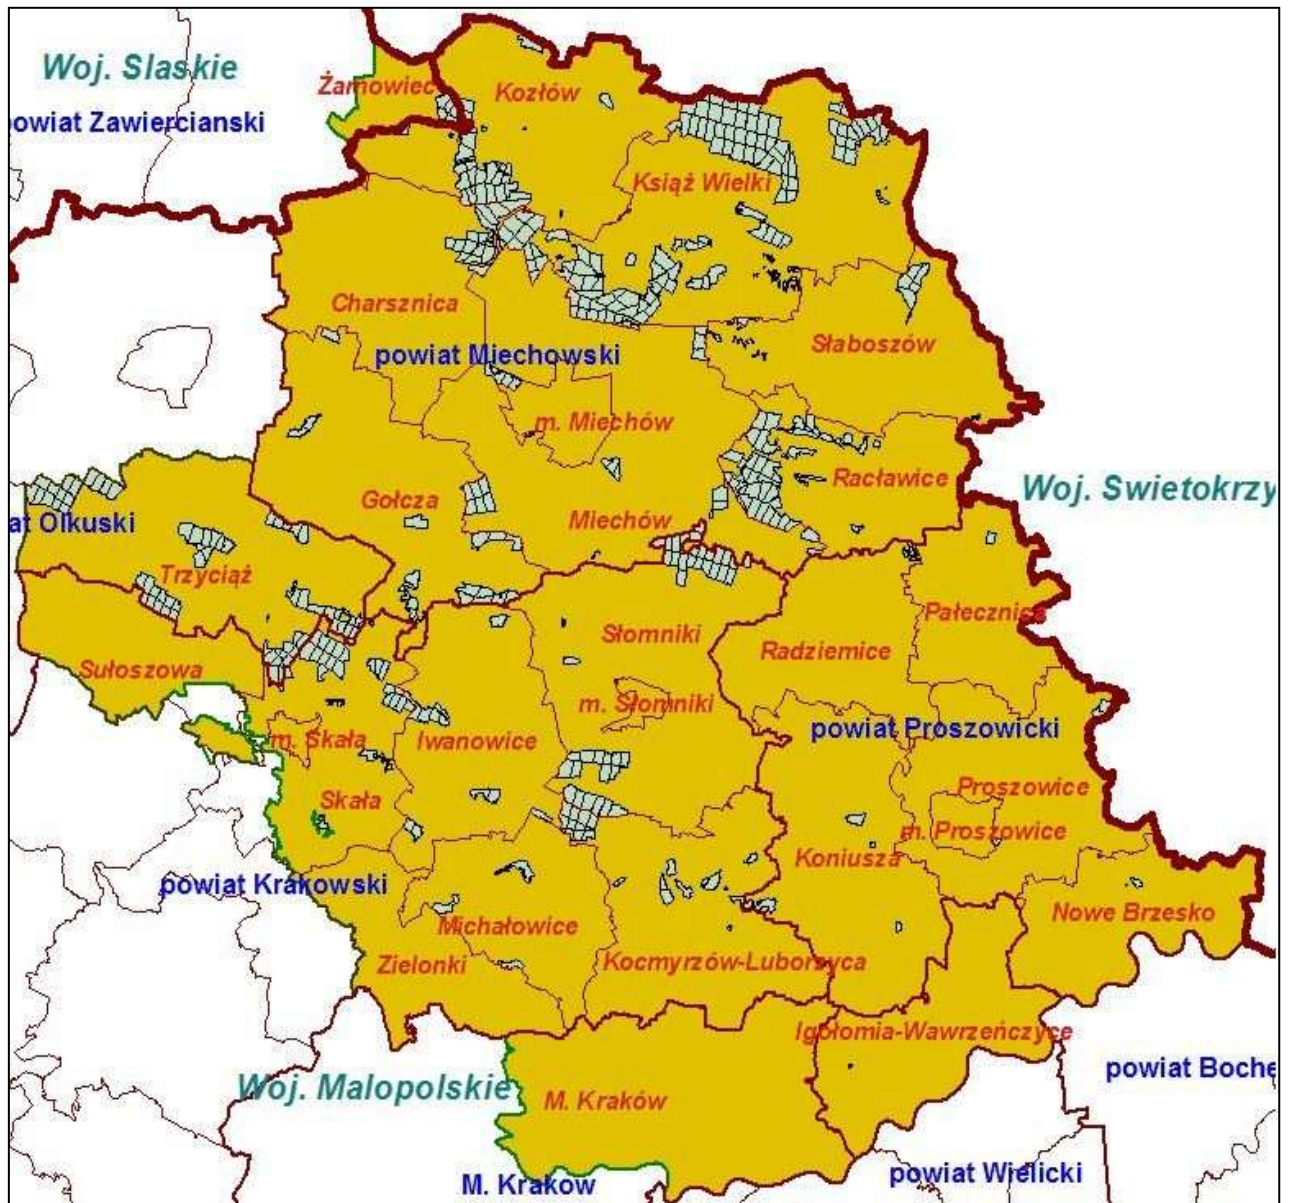 Woj. Slaskie
Żarnowiec
Kozłów
powiat Zawiercianski
Książ Wielki
Charsznica
Słaboszów
powiat Miechowski
m. Miechów
Racławice
Woj. Swietokrzy
Gołcza
Miechów
at Olkuski
Trzyciąż
Pałecznica
Słomniki
Radziemice
Sułoszowa
m. Słomniki
powiat Proszowicki
m. Skała
Iwanowice
Proszowice
Skała
m. Proszowice
Koniusza
powiat Krakowski
Nowe Brzesko
Michałowice
Zielonki
Kocmyrzów-Luborzyca
Igołomia-Wawrzeńczyce
powiat Boche
Woj. Malopolskie
M. Kraków
powiat Wielicki
M. Krakow